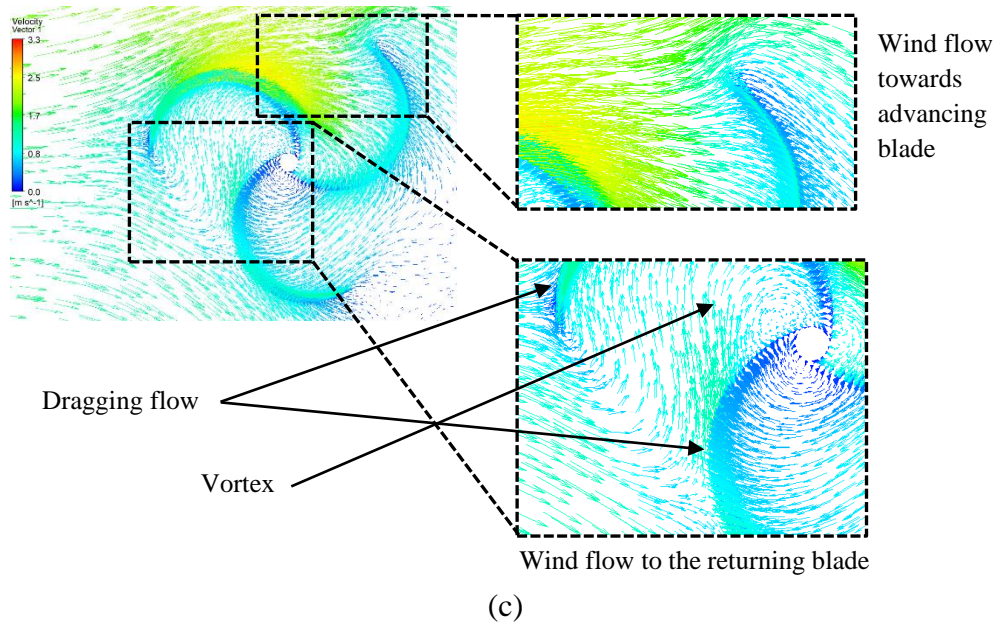 Velocity
Vector 1
3.3
2.5
1.7
0.8
0.0
[m s^-1]
Wind flow
towards
advancing
blade
Dragging flow
Vortex
Wind flow to the returning blade
(c)